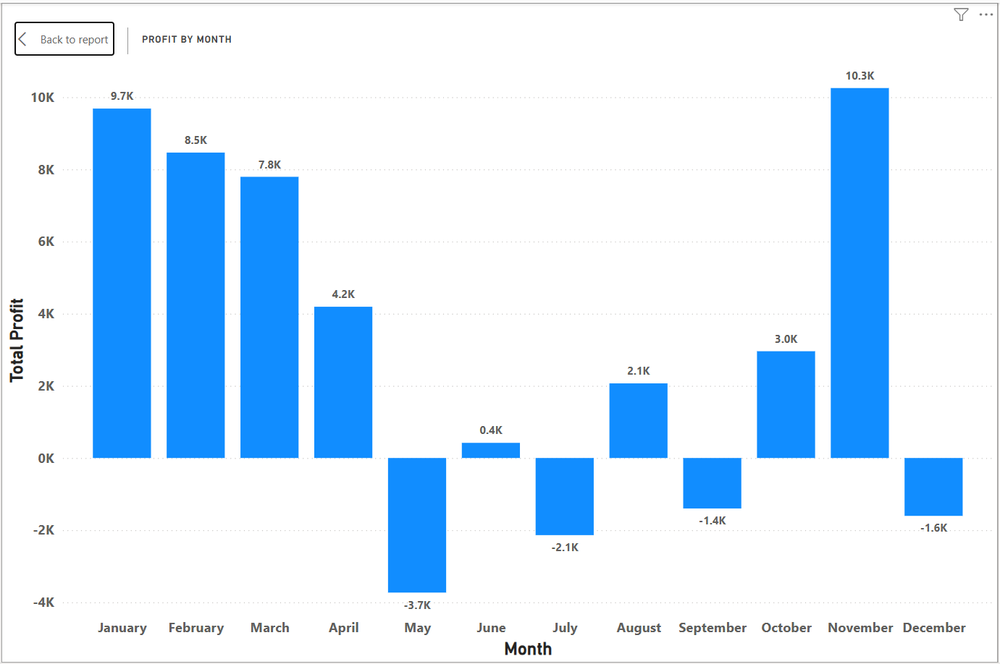 Back to report
PROFIT BY MONTH
10.3K
10K
9.7K
8.5K
8K
7.8K
6K
4.2K
4K
3.0K
2.1K
2K
0.4K
0K
-1.4K
-2K
-1.6K
-2.1K
-4K
-3.7K
Total Profit
January February March April May June July August September October November December
Month